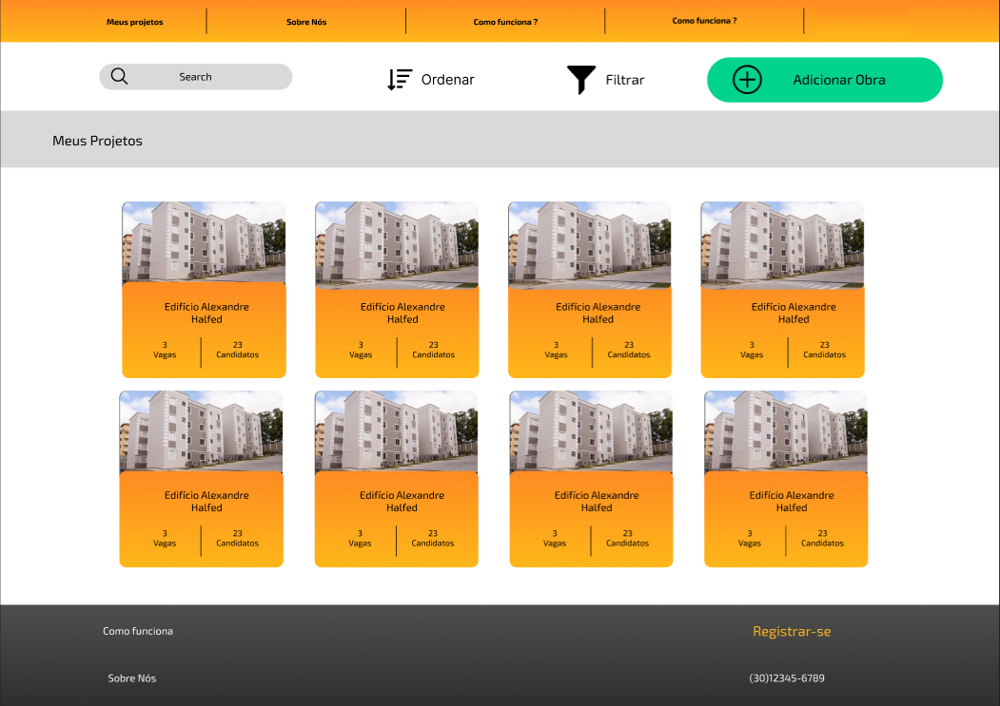 Meus projetos
Sobre Nós
Como funciona ?
Como funciona ?
Search
Ordenar
Filtrar
Adicionar Obra
Meus Projetos
Edifício Alexandre
Halfed
3
Vagas
23
Candidatos
Edifício Alexandre
Halfed
3
Vagas
23
Candidatos
Edifício Alexandre
Halfed
3
Vagas
23
Candidatos
Edifício Alexandre
Halfed
3
Vagas
23
Candidatos
Edifício Alexandre
Halfed
3
Vagas
23
Candidatos
Edifício Alexandre
Halfed
3
Vagas
23
Candidatos
Edifício Alexandre
Halfed
3
Vagas
23
Candidatos
Edifício Alexandre
Halfed
3
Vagas
23
Candidatos
Como funciona
Registrar-se
Sobre Nós
(30)12345-6789